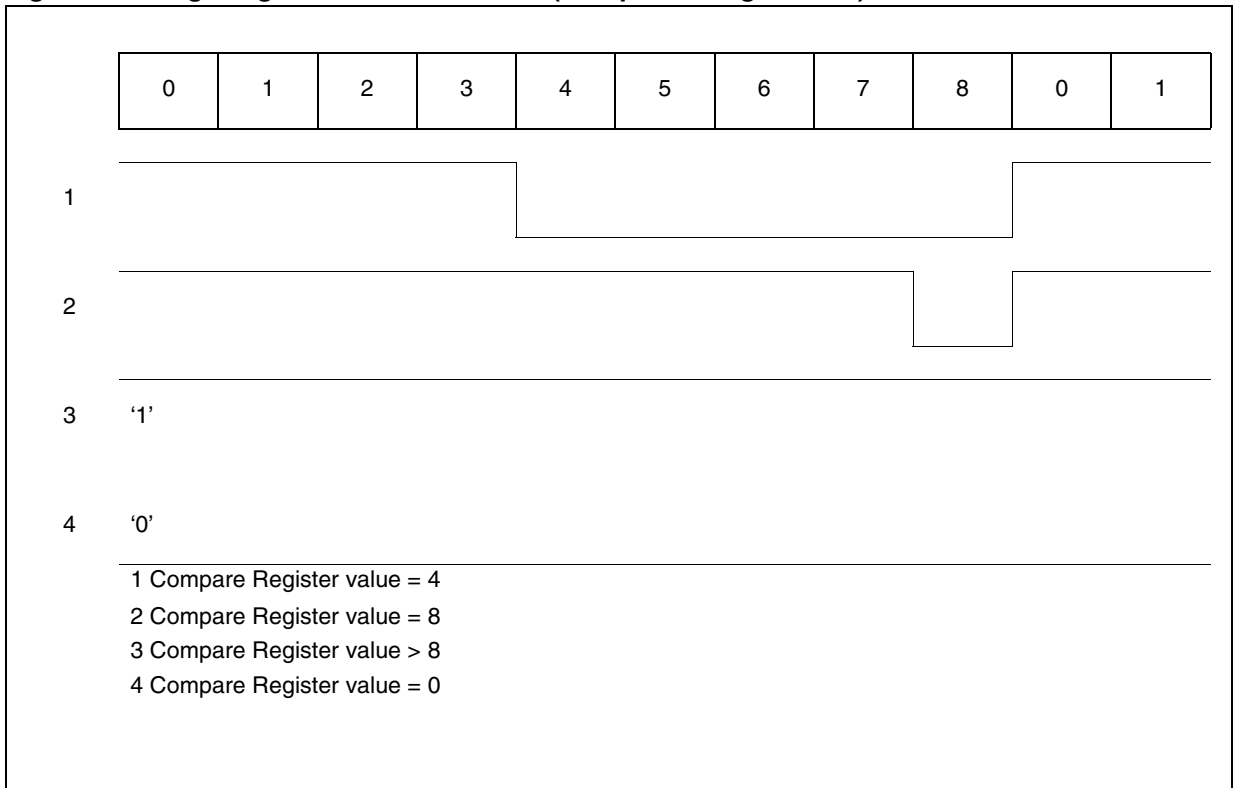 0 1 2 3 4 5 6 7 8 0 1
1
2
3 ‘1’
4 ‘0’
1 Compare Register value = 4
2 Compare Register value = 8
3 Compare Register value > 8
4 Compare Register value = 0